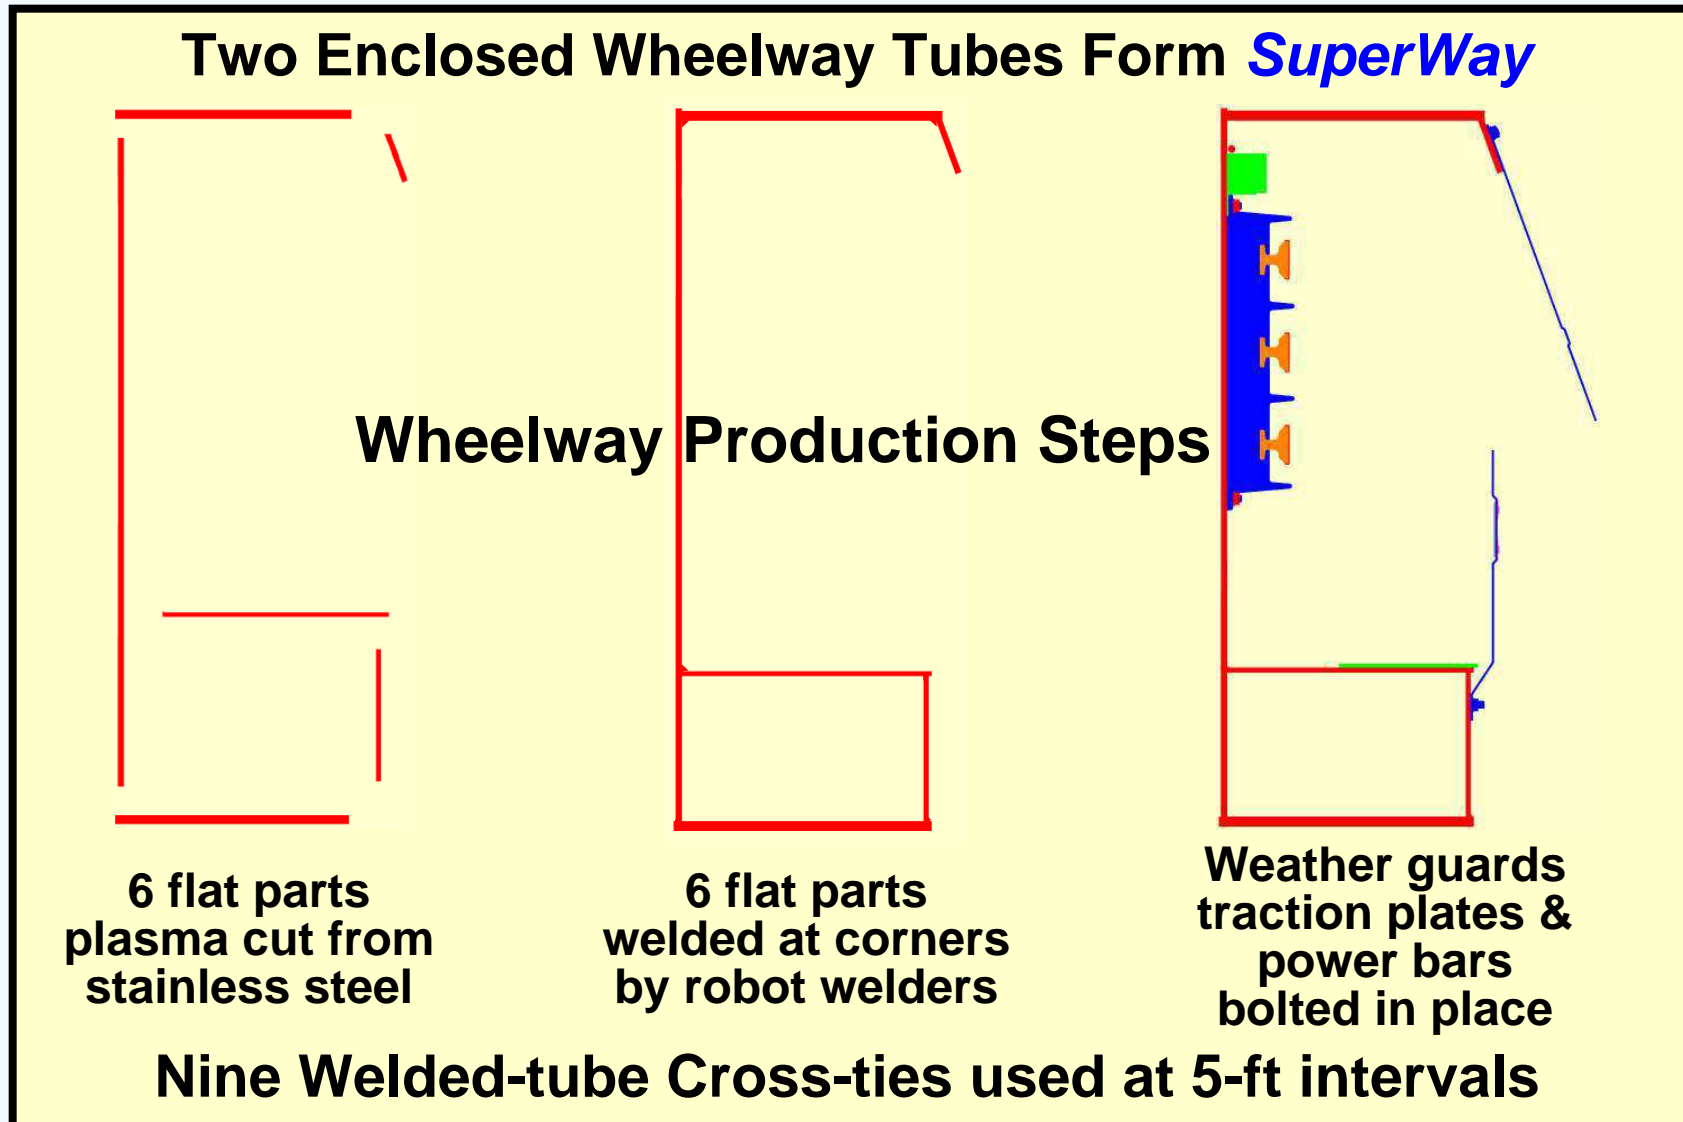 Two Enclosed Wheelway Tubes Form SuperWay
Wheelway Production Steps
6 flat parts
plasma cut from
stainless steel
6 flat parts
welded at corners
by robot welders
Weather guards
traction plates &
power bars
bolted in place
Nine Welded-tube Cross-ties used at 5-ft intervals